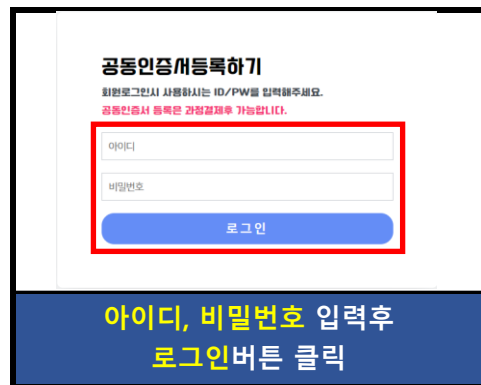 공동인증서등록하기
회원로그인시 사용하시는 ID/PW를 입력해주세요.
공동인증서 등록은 과정결제후 가능합니다.
아이디
비밀번호
로그인
아이디, 비밀번호 입력후
로그인버튼 클릭